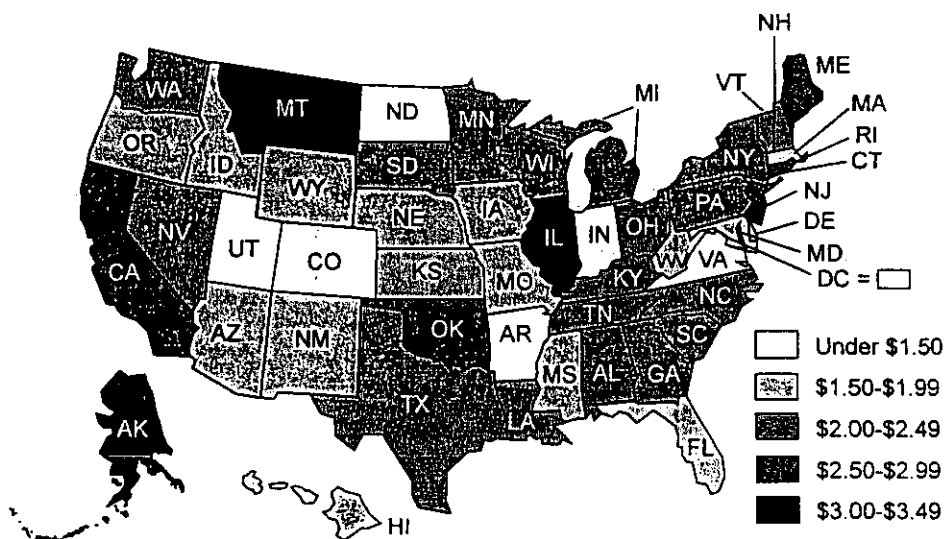 NH
ME
WA
VT
MI
MT
ND
MN
MA
OR
RI
ID
SD
WI
NY
CT
WY
PA
NJ
NE
IA
OH
DE
NV
IL
IN
UT
WV
VA
MD
CA
CO
KS
MO
KY
DC =
NC
TN
AZ
NM
OK
AR
SC
Under $1.50
MS
AL
GA
$1.50-$1.99
TX
LA
$2.00-$2.49
AK
FL
$2.50-$2.99
HI
$3.00-$3.49